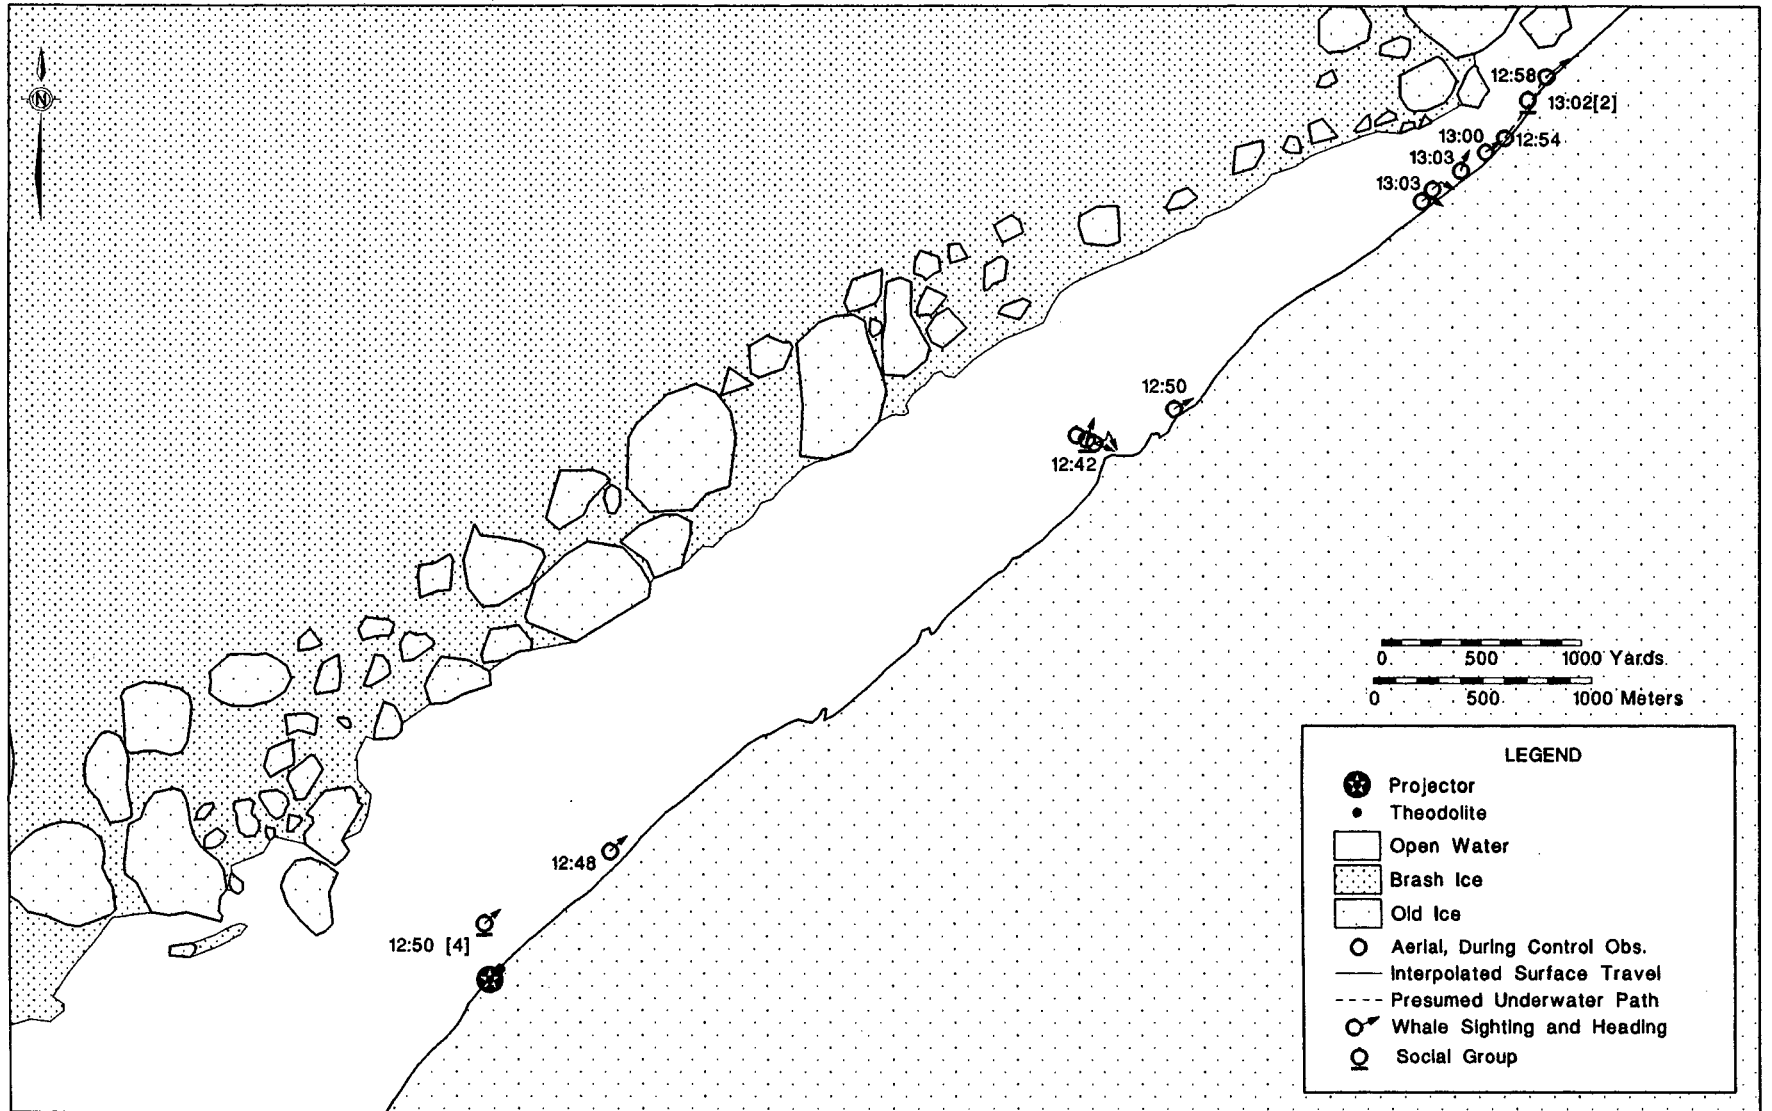 N
12:58
13:02[2]
13:00
12:54
13:03
13:03
12:50
12:42
0 500 1000 Yards
0 500 1000 Meters
12:48
12:50 [4]
LEGEND
Projector
Theodolite
Open Water
Brash Ice
Old Ice
Aerial, During Control Obs.
Interpolated Surface Travel
Presumed Underwater Path
Whale Sighting and Heading
Social Group